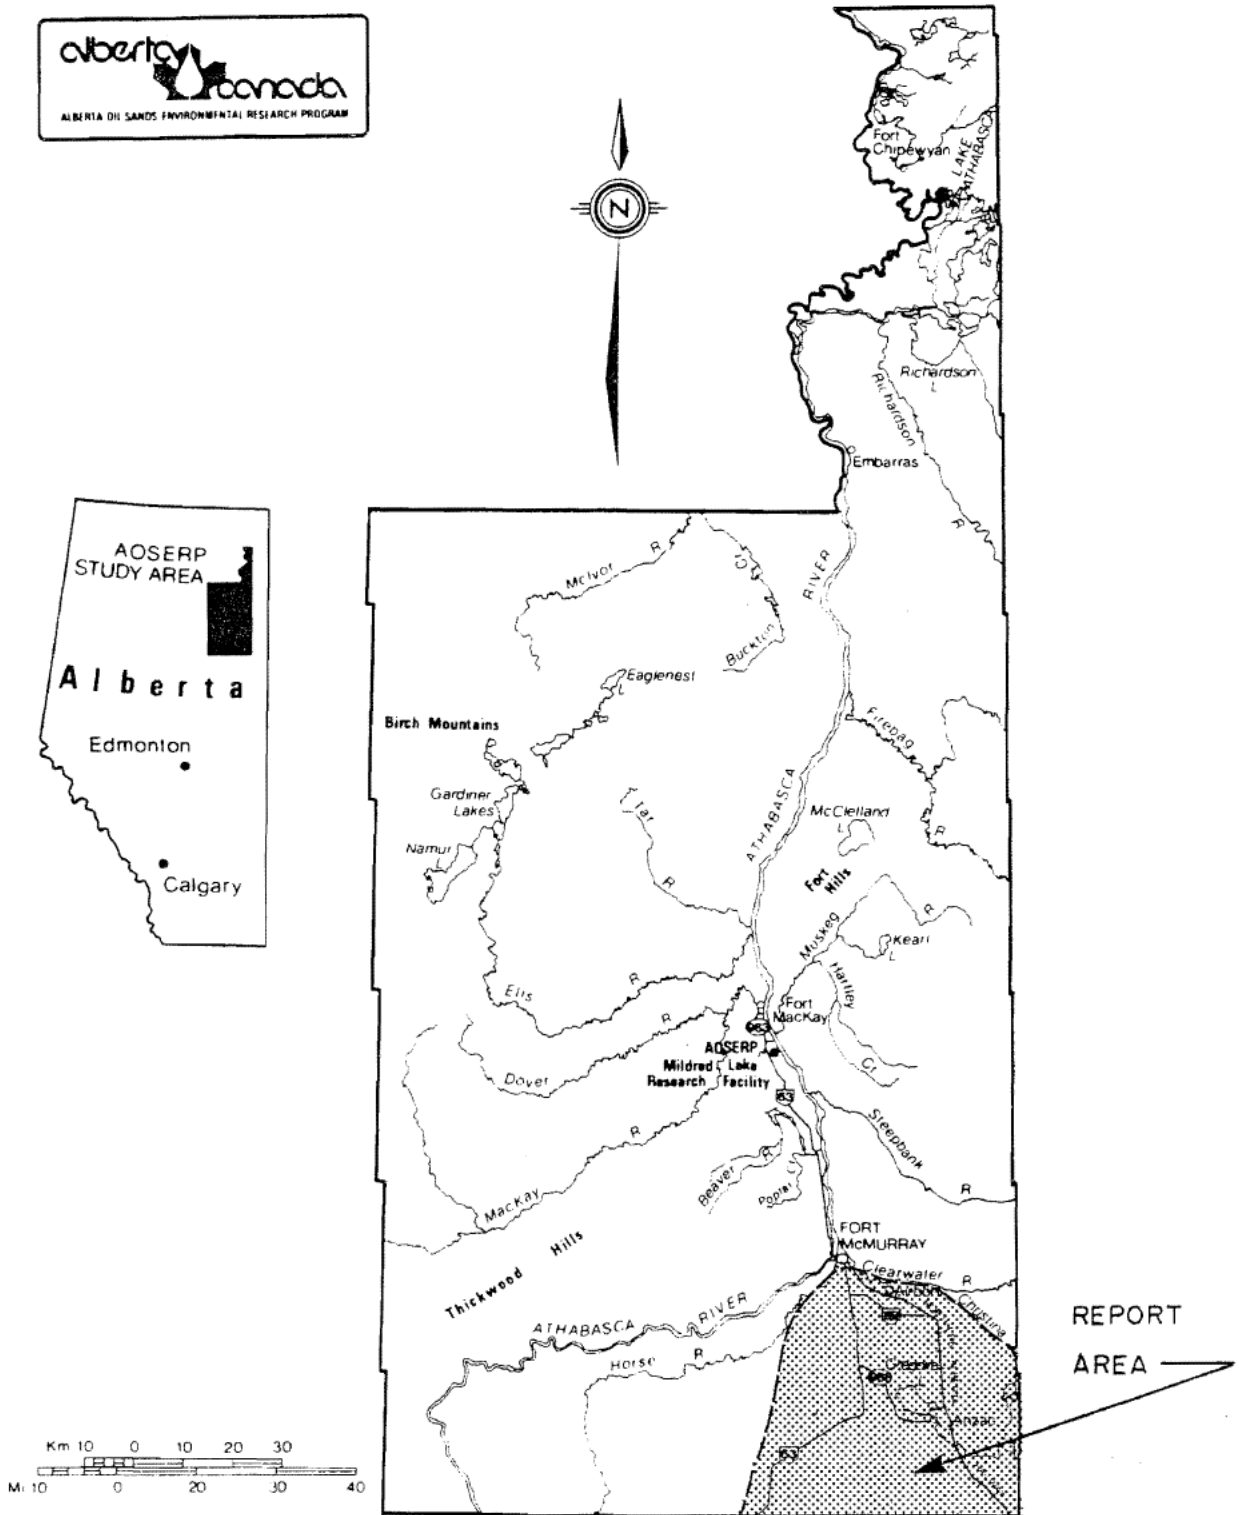 alberta
canada
ALBERTA OIL SANDS ENVIRONMENTAL RESEARCH PROGRAM
N
Fort
Chipewyan
LAKE
ATHABASCA
Richardson
L
Richardson
R
Embarras
AOSERP
STUDY AREA
Alberta
Edmonton
Calgary
McIvor
R
Buckton
Cr
RIVER
ATHABASCA
Eaglenest
L
Birch Mountains
Firebag
R
Gardiner
Lakes
Namur
L
Tar
R
McClelland
L
Fort
Hills
Muskeg
R
Kearl
L
Hartley
Cr
Ells
R
Fort
MacKay
963
AOSERP
Mildred Lake
Research Facility
Dover
R
63
MacKay
R
Beaver
R
Poplar
Cr
Steepbank
R
Thickwood Hills
FORT
McMURRAY
Clearwater
R
Christina
Airport
ATHABASCA RIVER
Horse
R
Anzac
63
REPORT
AREA
Km 10 0 10 20 30
Mi 10 0 20 30 40